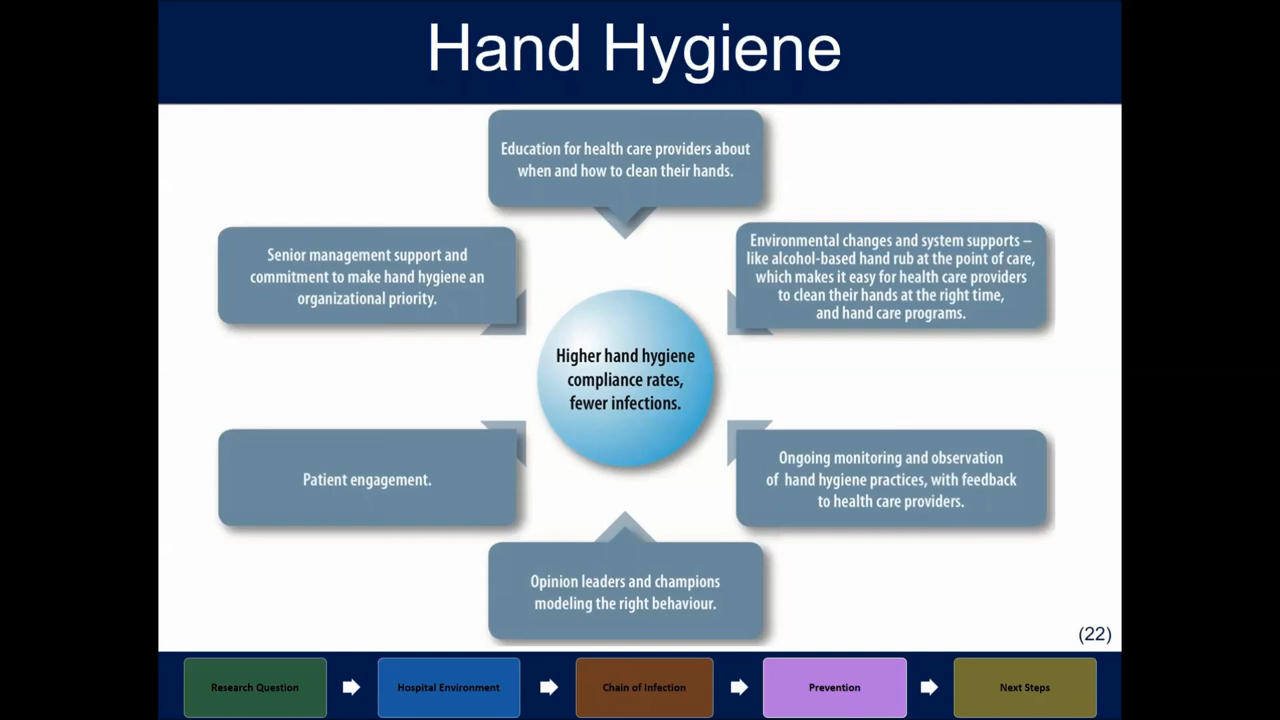 Hand Hygiene
Education for health care providers about
when and how to clean their hands.
Senior management support and
commitment to make hand hygiene an
organizational priority.
Environmental changes and system supports –
like alcohol-based hand rub at the point of care,
which makes it easy for health care providers
to clean their hands at the right time,
and hand care programs.
Higher hand hygiene
compliance rates,
fewer infections.
Patient engagement.
Ongoing monitoring and observation
of hand hygiene practices, with feedback
to health care providers.
Opinion leaders and champions
modeling the right behaviour.
(22)
Research Question
Hospital Environment
Chain of Infection
Prevention
Next Steps